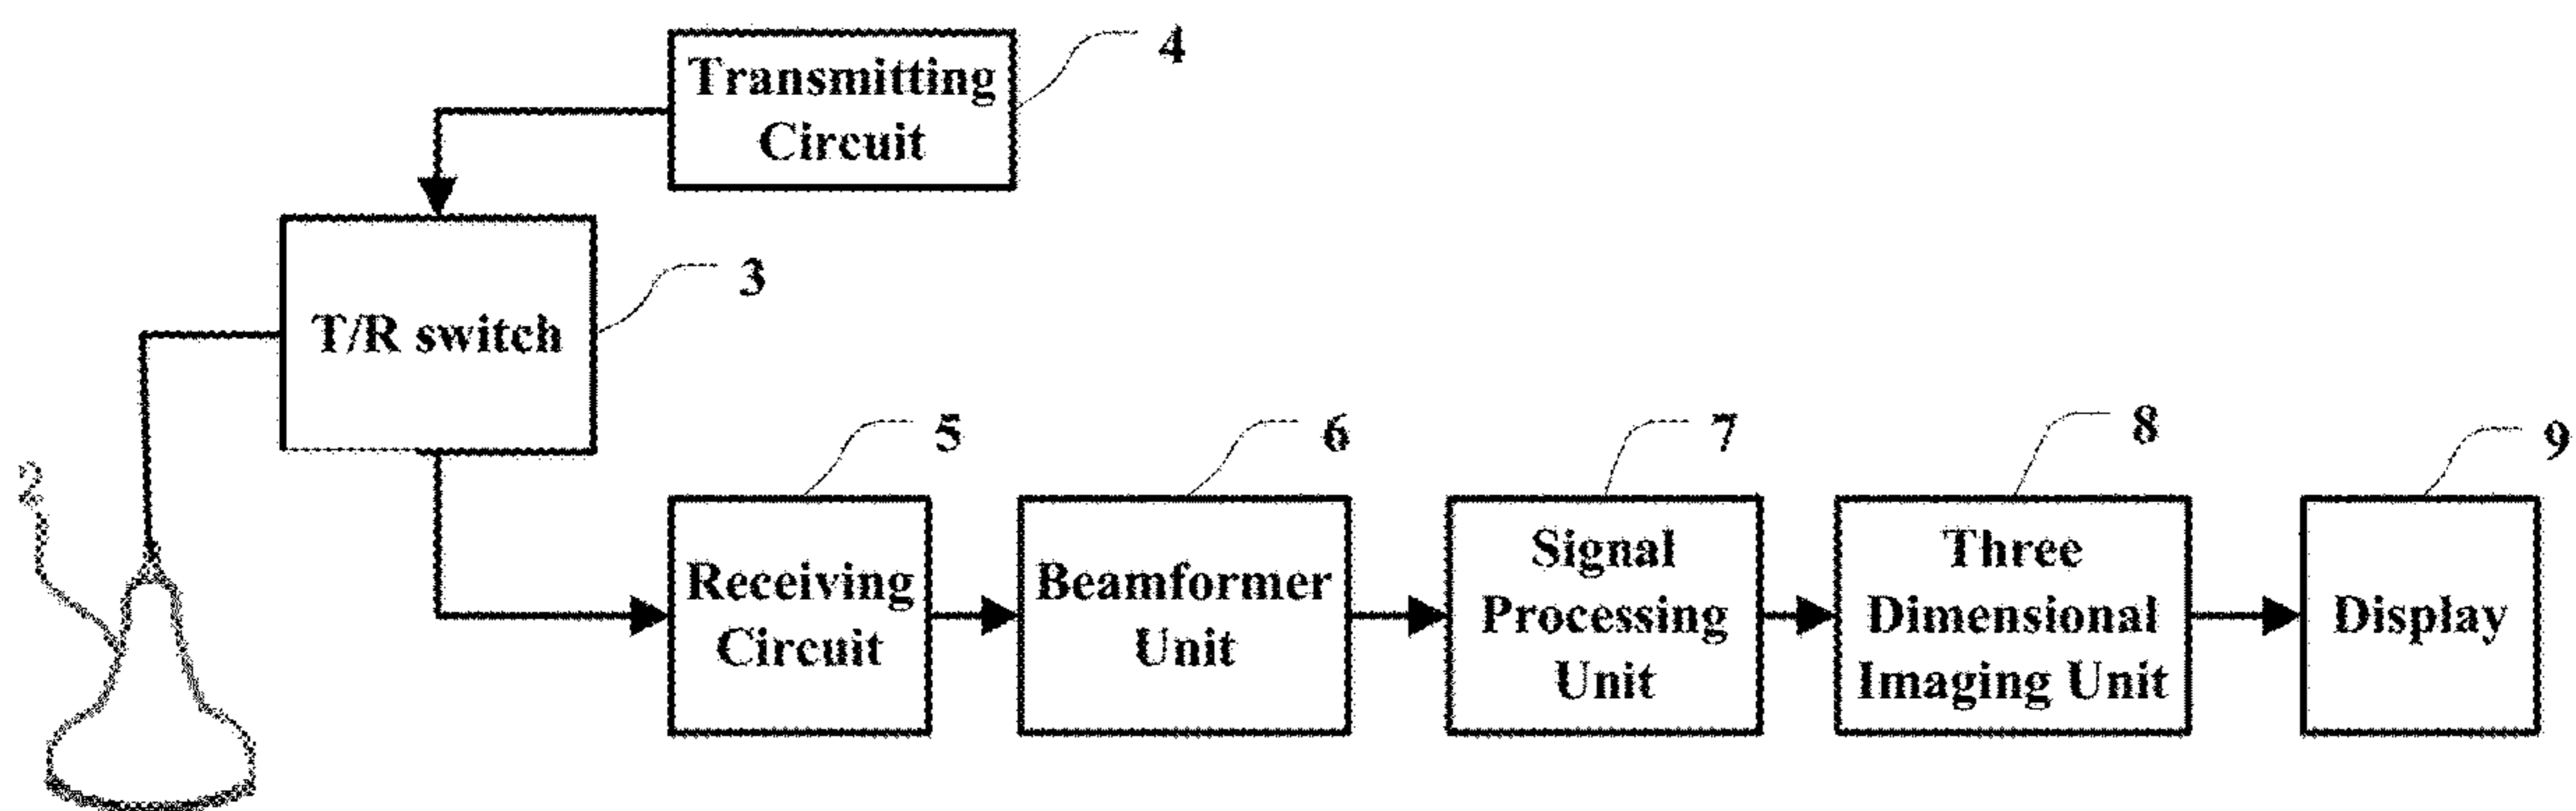 Transmitting
Circuit
4
T/R switch
3
2
5
6
7
8
9
Receiving
Circuit
Beamformer
Unit
Signal
Processing
Unit
Three
Dimensional
Imaging Unit
Display